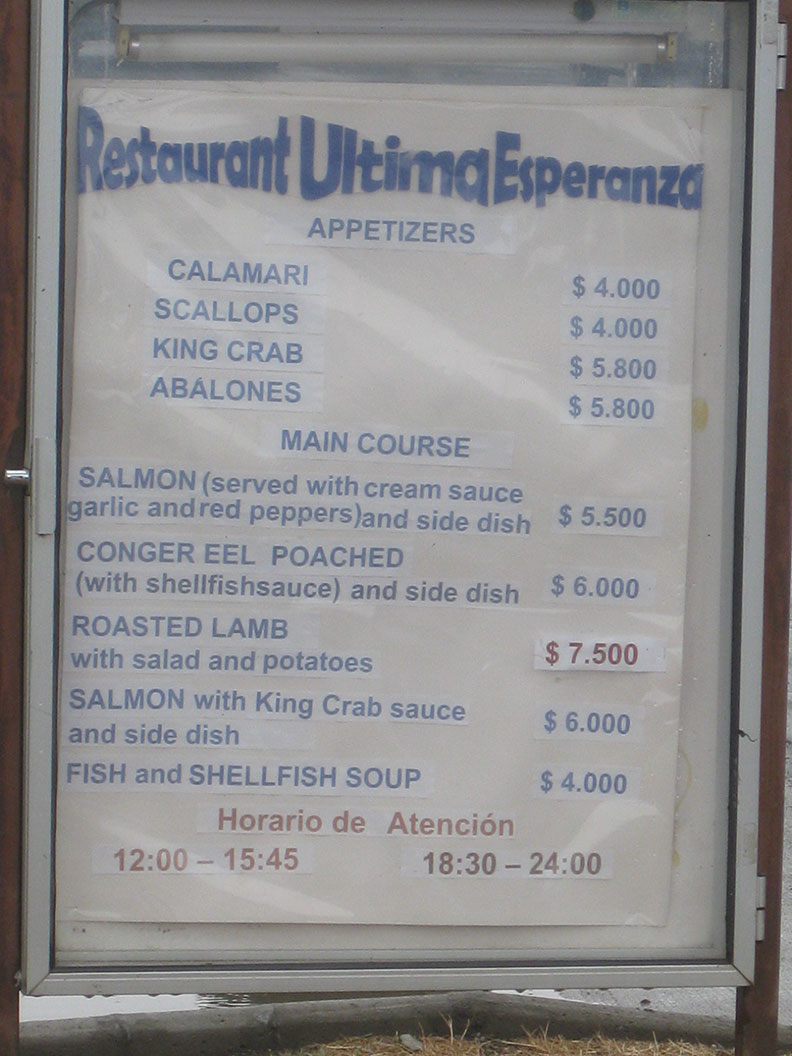 Restaurant Ultima Esperanza
APPETIZERS
CALAMARI $ 4.000
SCALLOPS $ 4.000
KING CRAB $ 5.800
ABALONES $ 5.800
MAIN COURSE
SALMON (served with cream sauce
garlic and red peppers) and side dish $ 5.500
CONGER EEL POACHED
(with shellfishsauce) and side dish $ 6.000
ROASTED LAMB
with salad and potatoes $ 7.500
SALMON with King Crab sauce
and side dish $ 6.000
FISH and SHELLFISH SOUP $ 4.000
Horario de Atención
12:00 – 15:45 18:30 – 24:00